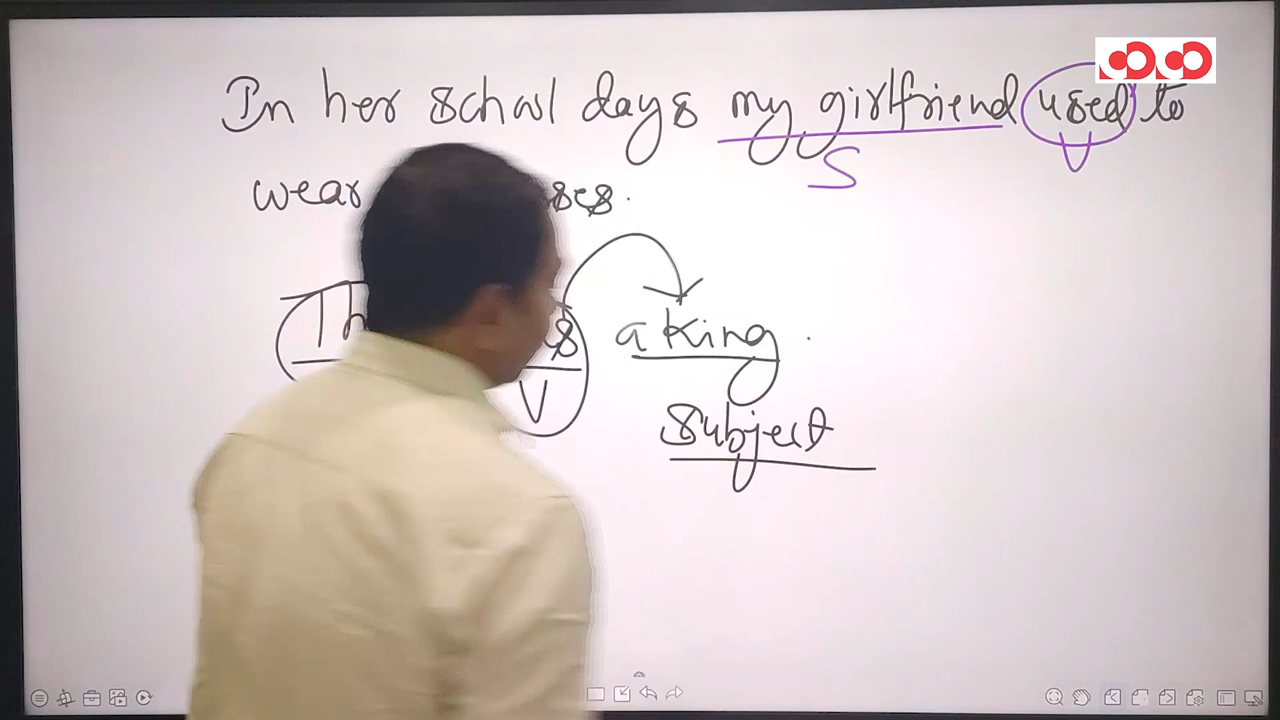 In her school days my girlfriend used to
S
V
wear
a King.
V
Subject